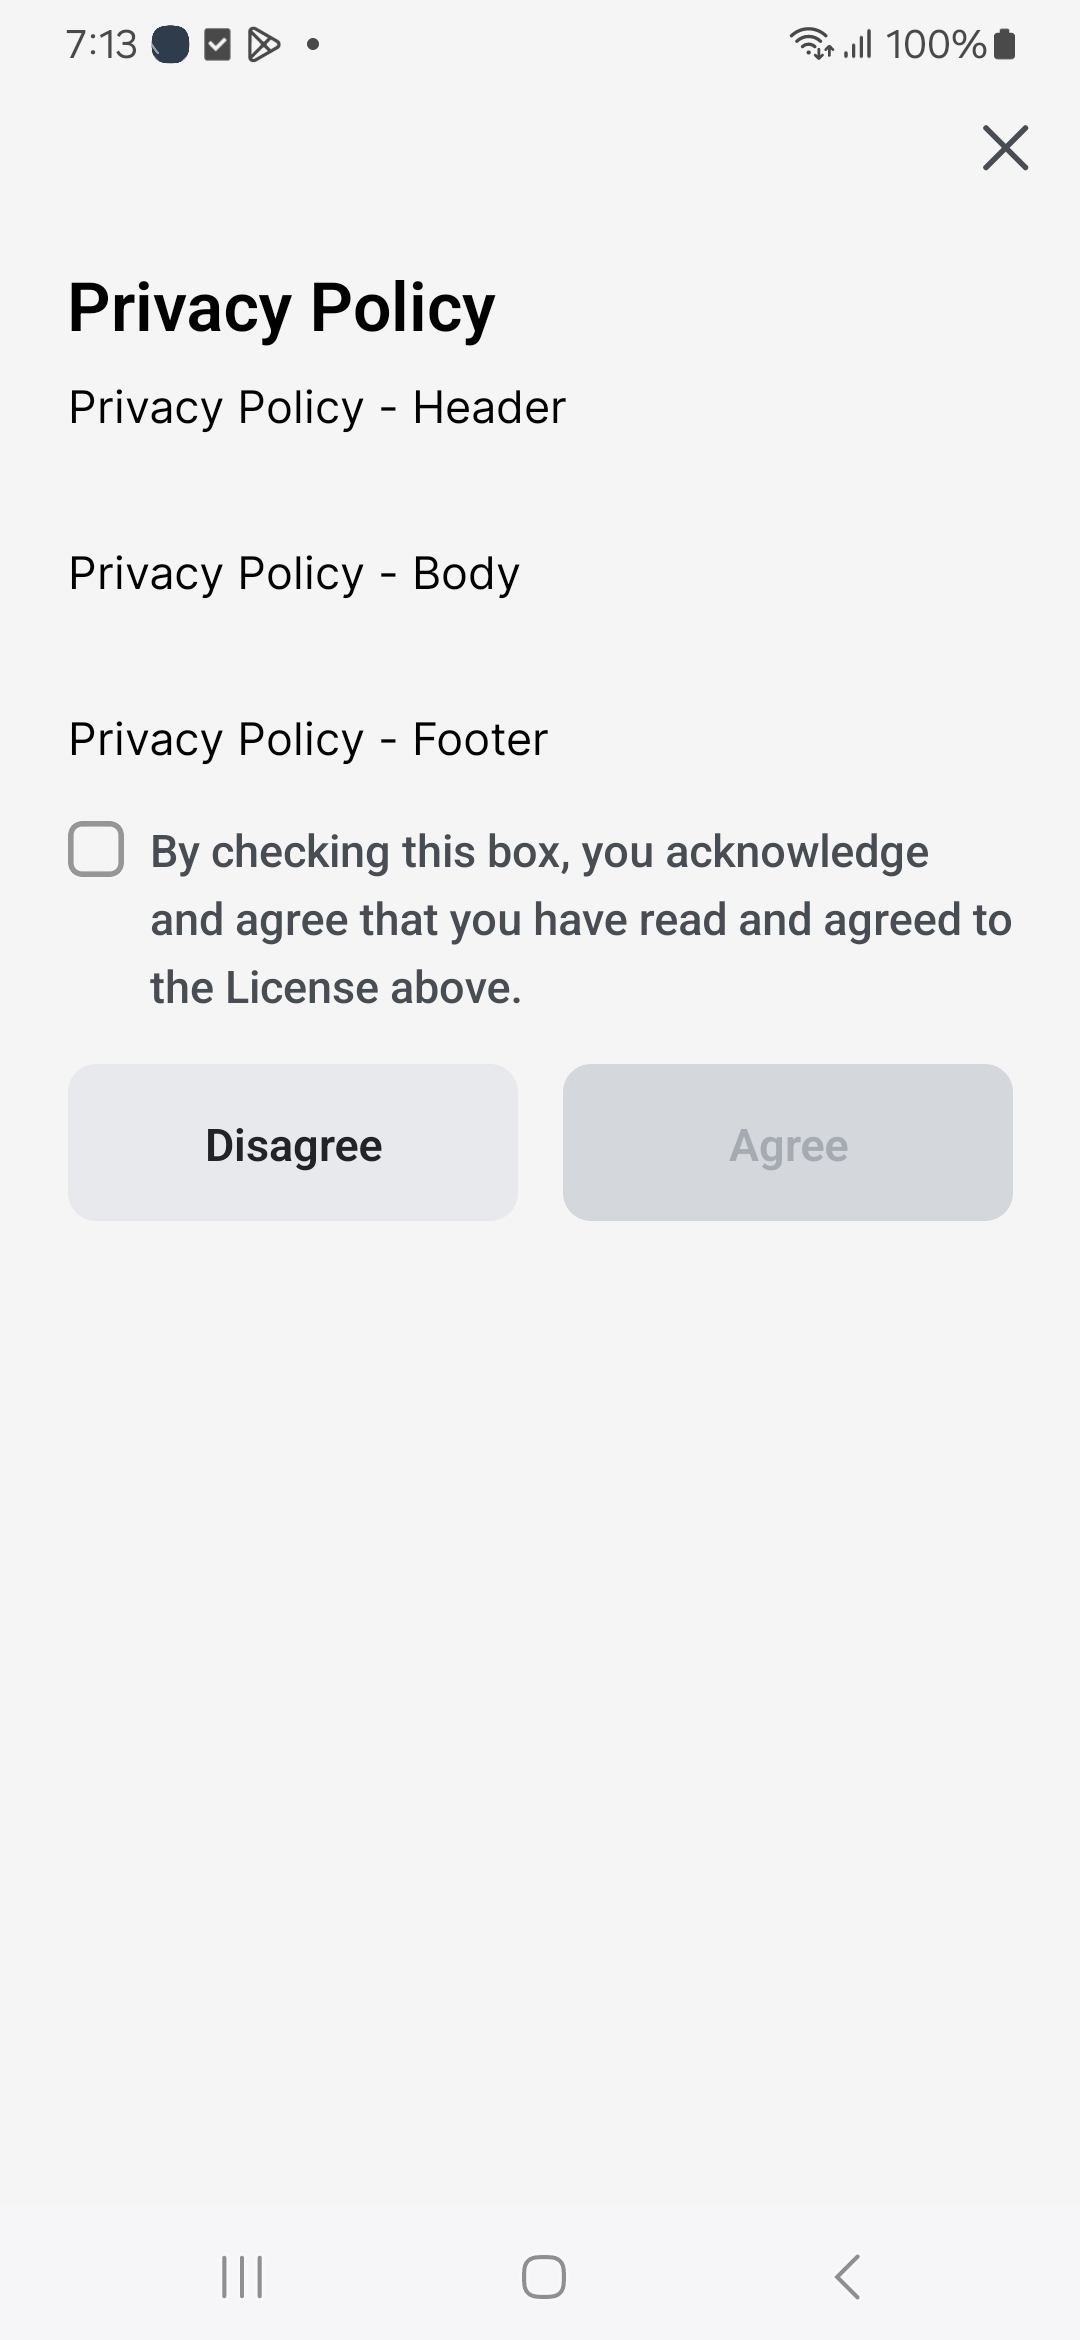 7:13
100%
Privacy Policy
Privacy Policy - Header
Privacy Policy - Body
Privacy Policy - Footer
By checking this box, you acknowledge
and agree that you have read and agreed to
the License above.
Disagree
Agree